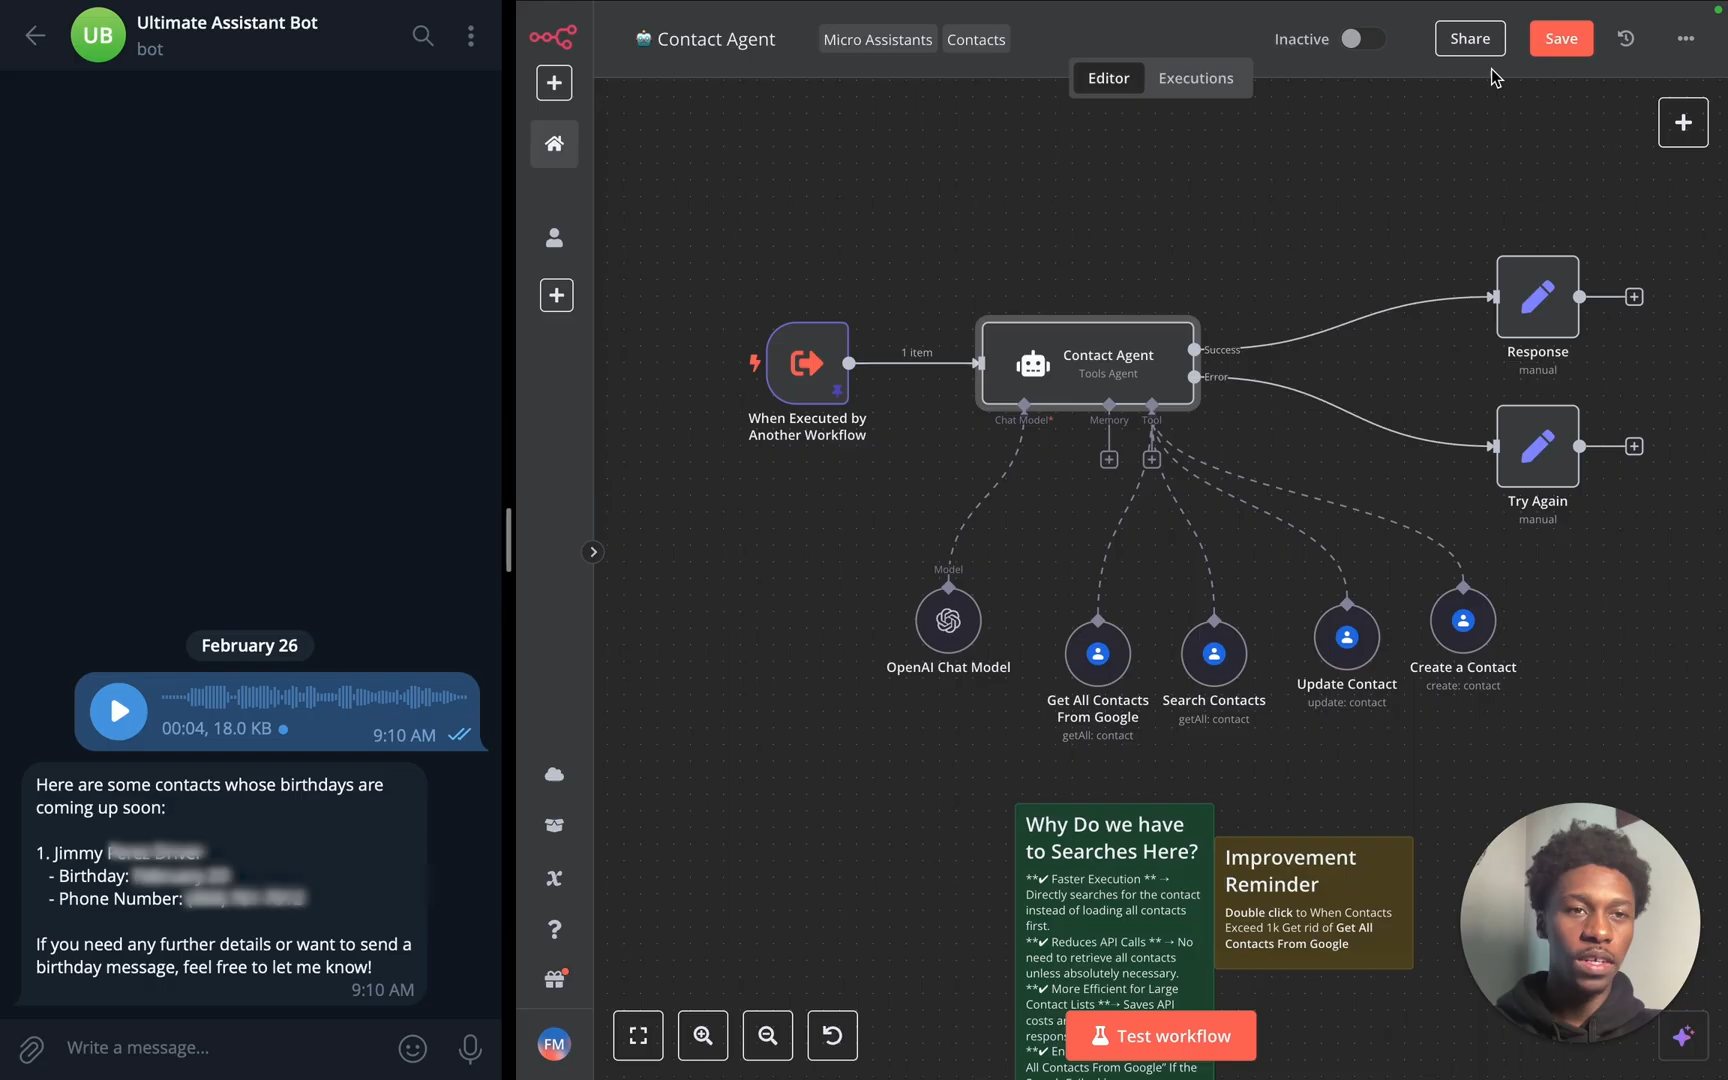 UB
Ultimate Assistant Bot
bot
February 26
00:04, 18.0 KB
9:10 AM
Here are some contacts whose birthdays are
coming up soon:
1. Jimmy
- Birthday:
- Phone Number:
If you need any further details or want to send a
birthday message, feel free to let me know!
9:10 AM
Write a message...
Contact Agent
Micro Assistants
Contacts
Inactive
Share
Save
Editor
Executions
When Executed by
Another Workflow
1 item
Contact Agent
Tools Agent
Success
Error
Chat Model*
Memory
Tool
Response
manual
Try Again
manual
Model
OpenAI Chat Model
Get All Contacts
From Google
getAll: contact
Search Contacts
getAll: contact
Update Contact
update: contact
Create a Contact
create: contact
Why Do we have
to Searches Here?
**✔ Faster Execution ** →
Directly searches for the contact
instead of loading all contacts
first.
**✔ Reduces API Calls ** → No
need to retrieve all contacts
unless absolutely necessary.
**✔ More Efficient for Large
Contact Lists **→ Saves API
costs
**✔
All Contacts From Google" If the
Improvement
Reminder
Double click to When Contacts
Exceed 1k Get rid of Get All
Contacts From Google
Test workflow
FM